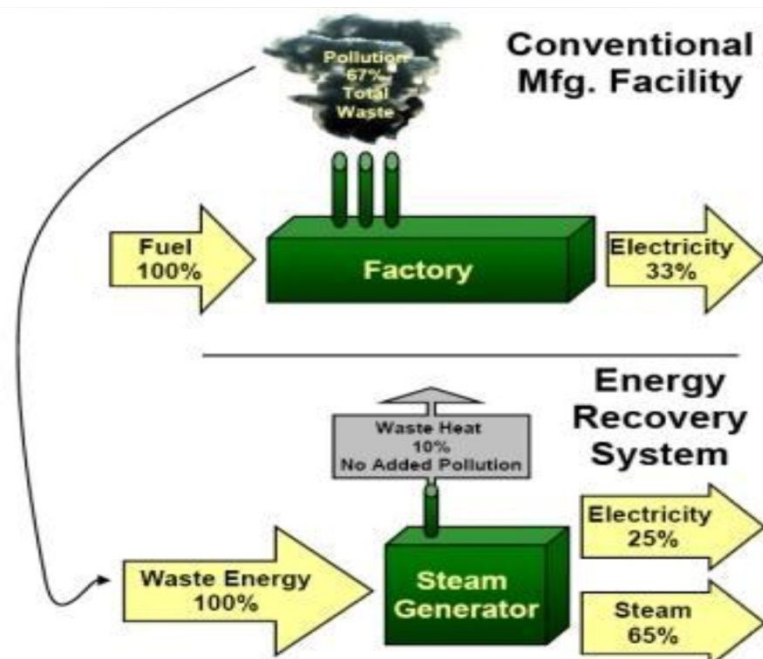 Conventional
Mfg. Facility
Pollution
67%
Total
Waste
Fuel
100%
Factory
Electricity
33%
Energy
Recovery
System
Waste Heat
10%
No Added Pollution
Waste Energy
100%
Steam
Generator
Electricity
25%
Steam
65%